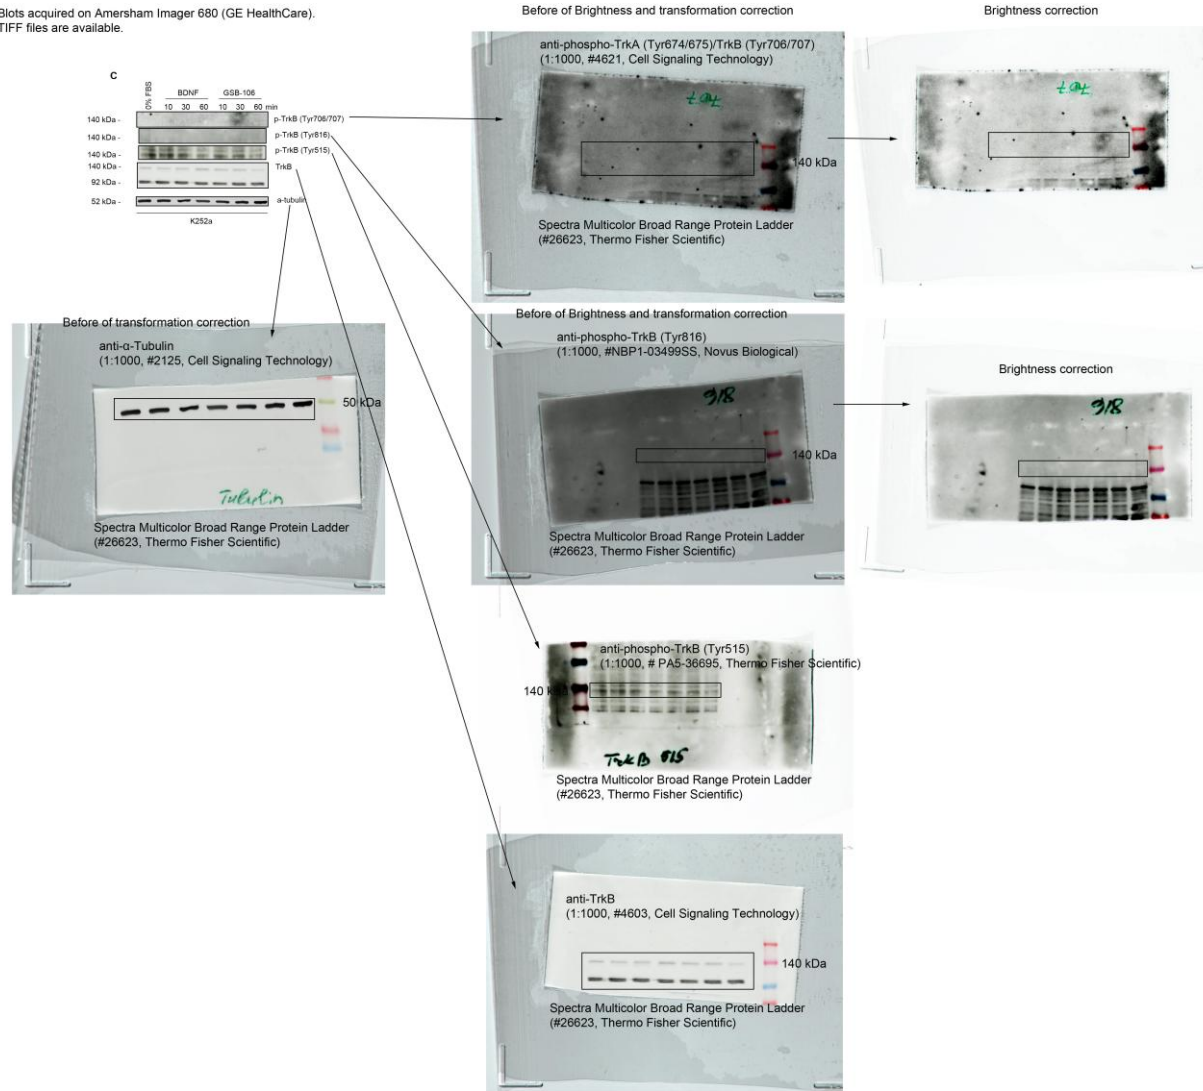 Blots acquired on Amersham Imager 680 (GE HealthCare).
TIFF files are available.
c
0% FBS
BDNF GSB-106
10 30 60 10 30 60 min
140 kDa - p-TrkB (Tyr706/707)
140 kDa - p-TrkB (Tyr816)
140 kDa - p-TrkB (Tyr515)
140 kDa - TrkB
92 kDa -
52 kDa - a-tubulin
K252a
Before of Brightness and transformation correction
anti-phospho-TrkA (Tyr674/675)/TrkB (Tyr706/707)
(1:1000, #4621, Cell Signaling Technology)
140 kDa
Spectra Multicolor Broad Range Protein Ladder
(#26623, Thermo Fisher Scientific)
Brightness correction
Before of transformation correction
anti-α-Tubulin
(1:1000, #2125, Cell Signaling Technology)
50 kDa
Tubulin
Spectra Multicolor Broad Range Protein Ladder
(#26623, Thermo Fisher Scientific)
Before of Brightness and transformation correction
anti-phospho-TrkB (Tyr816)
(1:1000, #NBP1-03499SS, Novus Biological)
140 kDa
Spectra Multicolor Broad Range Protein Ladder
(#26623, Thermo Fisher Scientific)
Brightness correction
anti-phospho-TrkB (Tyr515)
(1:1000, # PA5-36695, Thermo Fisher Scientific)
140 kDa
TrkB 515
Spectra Multicolor Broad Range Protein Ladder
(#26623, Thermo Fisher Scientific)
anti-TrkB
(1:1000, #4603, Cell Signaling Technology)
140 kDa
Spectra Multicolor Broad Range Protein Ladder
(#26623, Thermo Fisher Scientific)